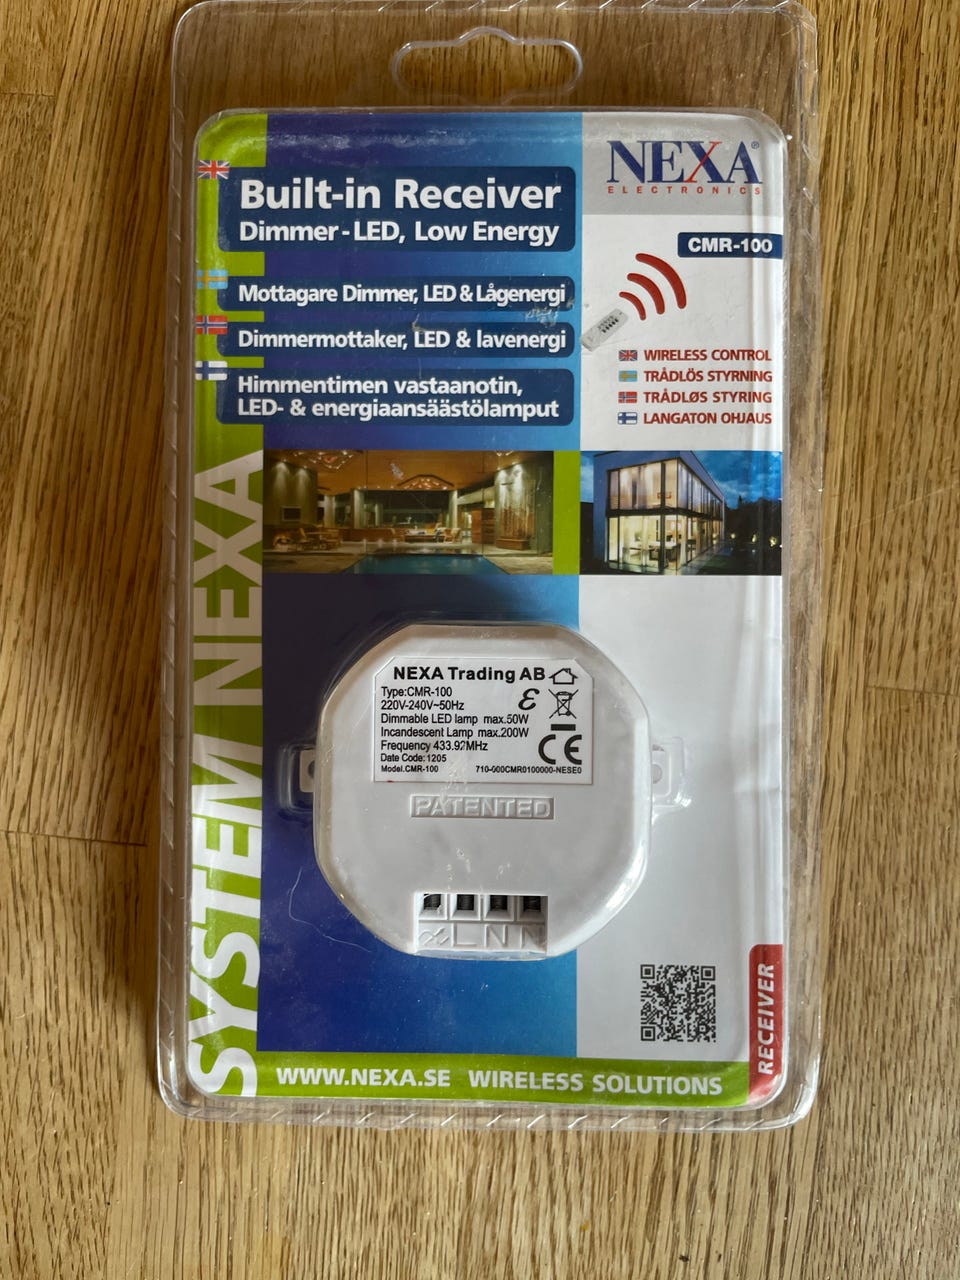 NEXA®
ELECTRONICS
Built-in Receiver
Dimmer - LED, Low Energy
CMR-100
Mottagare Dimmer, LED & Lågenergi
Dimmermottaker, LED & lavenergi
Himmentimen vastaanotin,
LED- & energiaansäästölamput
WIRELESS CONTROL
TRÅDLÖS STYRNING
TRÅDLØS STYRING
LANGATON OHJAUS
SYSTEM NEXA
NEXA Trading AB
Type:CMR-100
220V-240V~50Hz
Dimmable LED lamp max.50W
Incandescent Lamp max.200W
Frequency 433.92MHz
Date Code:1205
Model.CMR-100 710-000CMR0100000-NESE0
CE
PATENTED
L N N
RECEIVER
WWW.NEXA.SE WIRELESS SOLUTIONS